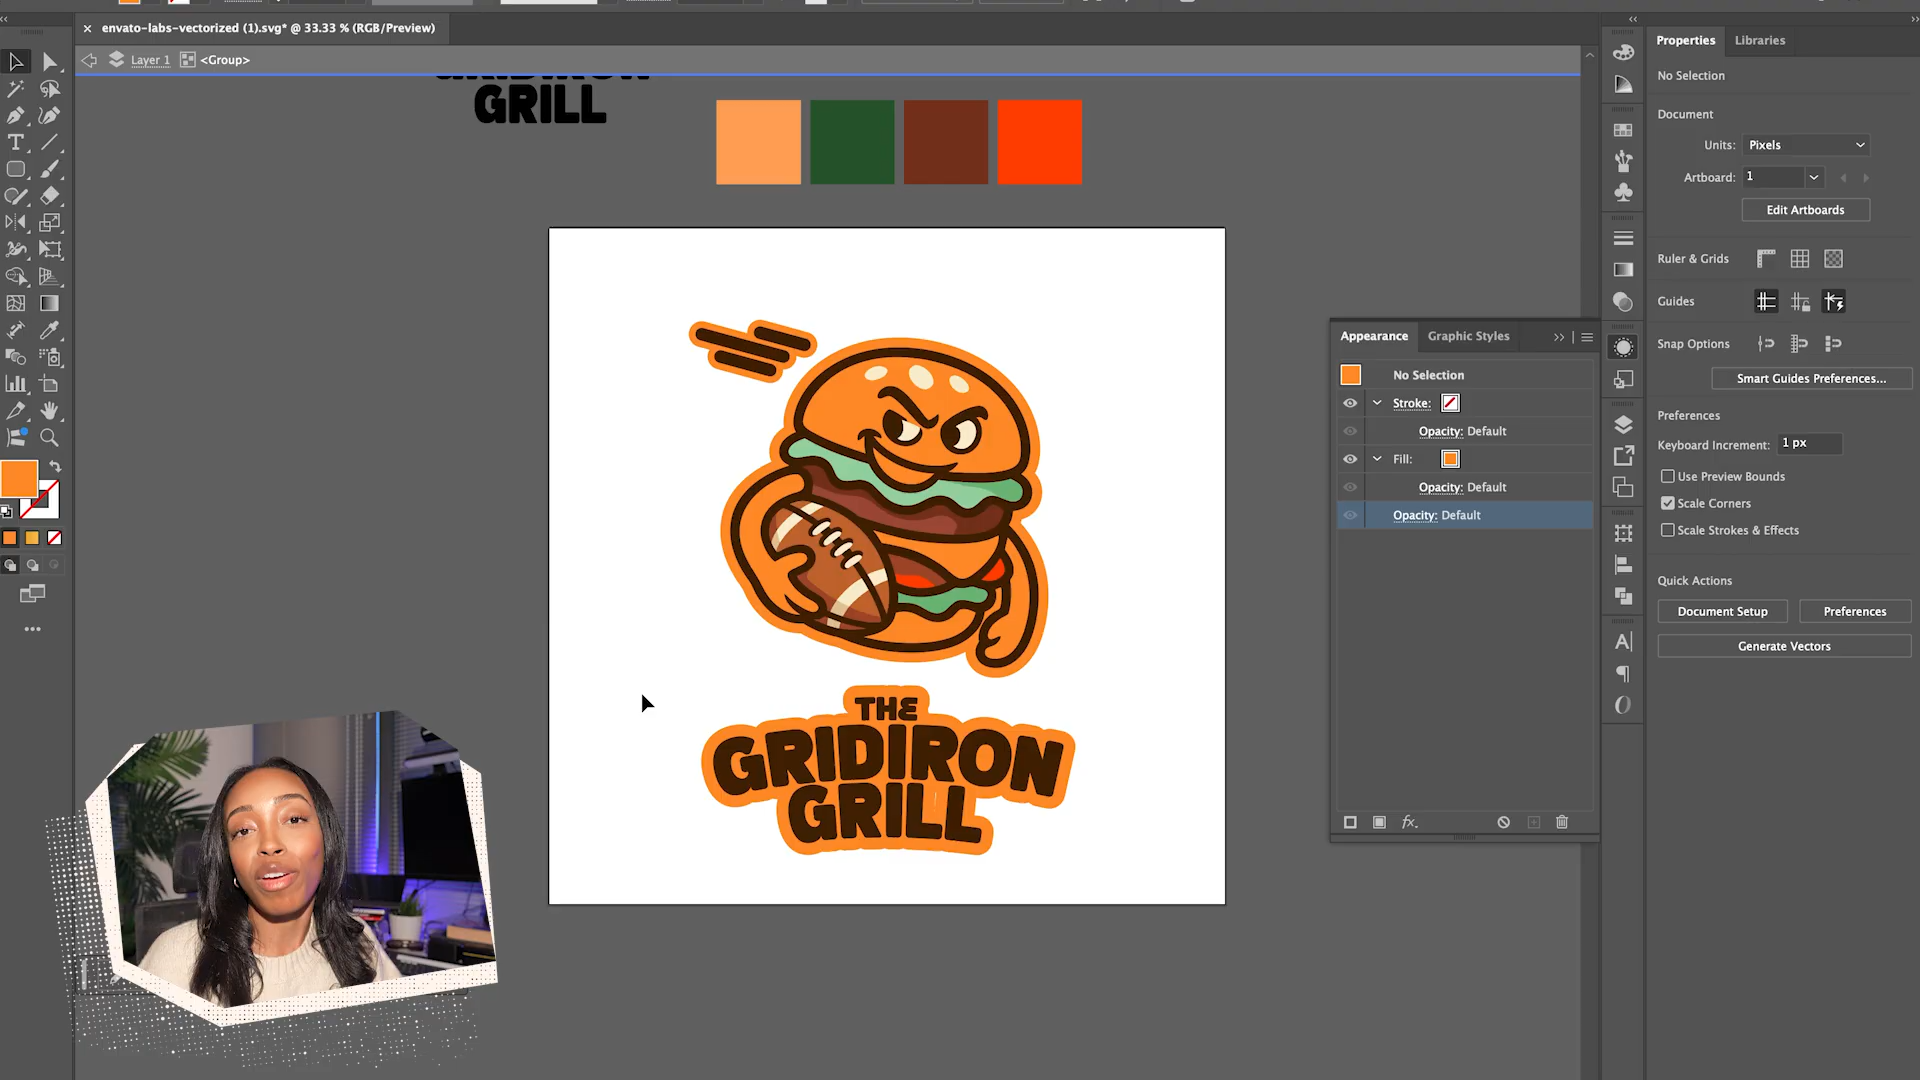 envato-labs-vectorized (1).svg* @ 33.33 % (RGB/Preview)
Layer 1
<Group>
GRIDIRON
GRILL
THE
GRIDIRON
GRILL
Appearance
Graphic Styles
No Selection
Stroke:
Opacity: Default
Fill:
Opacity: Default
Opacity: Default
fx
Properties
Libraries
No Selection
Document
Units:
Pixels
Artboard:
1
Edit Artboards
Ruler & Grids
Guides
Snap Options
Smart Guides Preferences...
Preferences
Keyboard Increment:
1 px
Use Preview Bounds
Scale Corners
Scale Strokes & Effects
Quick Actions
Document Setup
Preferences
Generate Vectors